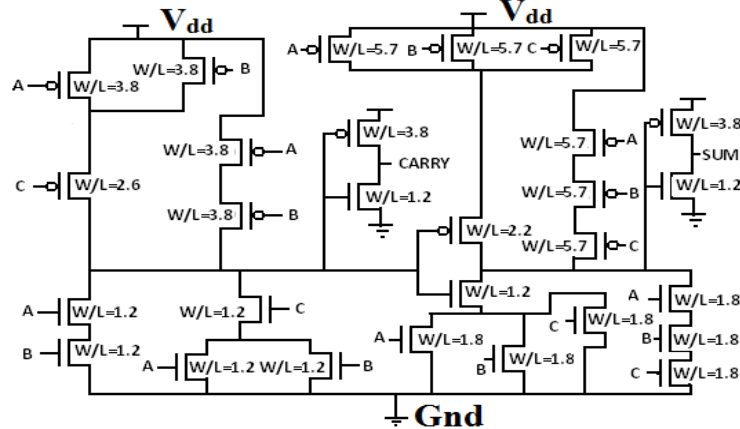 V_dd V_dd
A W/L=3.8 W/L=3.8 B A W/L=5.7 B W/L=5.7 C W/L=5.7
W/L=3.8 W/L=3.8
W/L=3.8 A CARRY W/L=5.7 A SUM
C W/L=2.6 W/L=1.2 W/L=5.7 B W/L=1.2
W/L=3.8 B
W/L=2.2 W/L=5.7 C
A W/L=1.2 W/L=1.2 C W/L=1.2 A W/L=1.8
B W/L=1.2 A W/L=1.8 C W/L=1.8 B W/L=1.8
A W/L=1.2 W/L=1.2 B B W/L=1.8 C W/L=1.8
Gnd